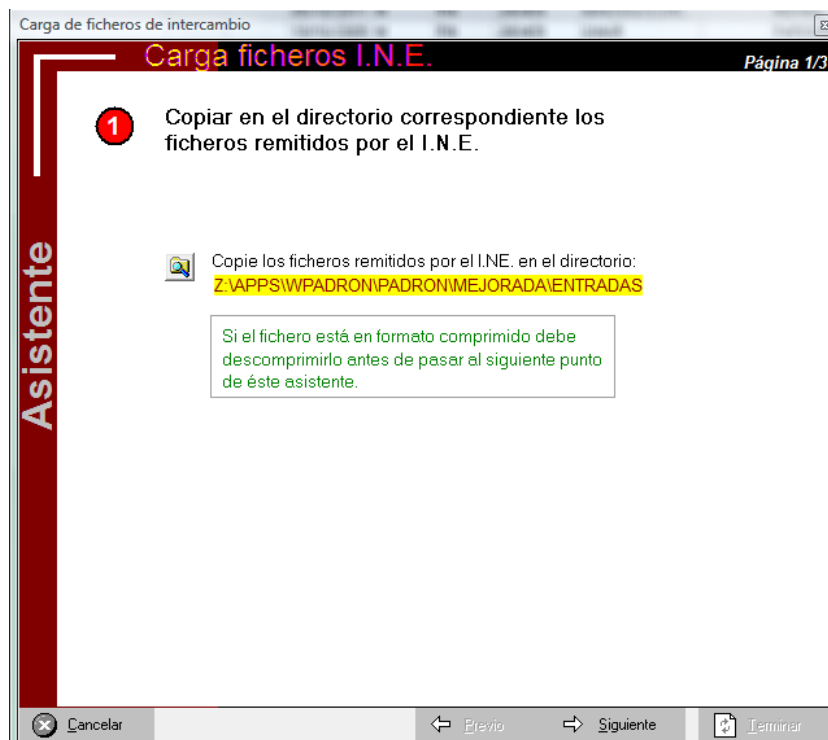 Carga de ficheros de intercambio
Carga ficheros I.N.E.
Página 1/3
1
Copiar en el directorio correspondiente los
ficheros remitidos por el I.N.E.
Asistente
Copie los ficheros remitidos por el I.NE. en el directorio:
Z:\APPS\WPADRON\PADRON\MEJORADA\ENTRADAS
Si el fichero está en formato comprimido debe
descomprimirlo antes de pasar al siguiente punto
de éste asistente.
Cancelar
Previo
Siguiente
Terminar